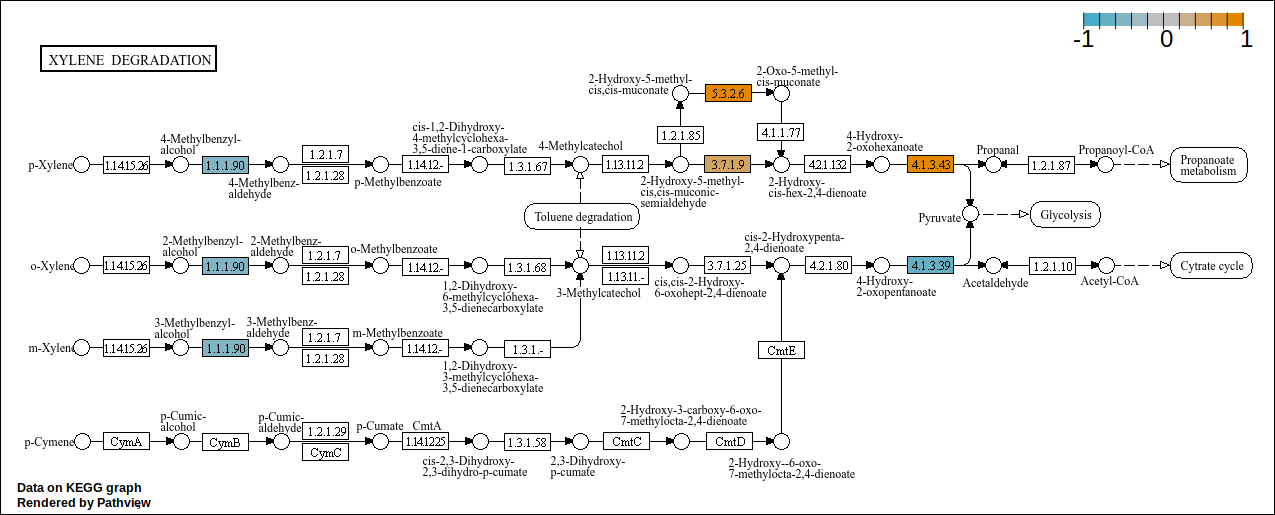 -1 0 1
XYLENE DEGRADATION
2-Hydroxy-5-methyl-
cis,cis-muconate
5.3.2.6
2-Oxo-5-methyl-
cis-muconate
1.2.1.85
4.1.1.77
p-Xylene
1.14.15.26
4-Methylbenzyl-
alcohol
1.1.1.90
4-Methylbenz-
aldehyde
1.2.1.7
1.2.1.28
p-Methylbenzoate
1.14.12.-
cis-1,2-Dihydroxy-
4-methylcyclohexa-
3,5-diene-1-carboxylate
1.3.1.67
4-Methylcatechol
1.13.11.2
2-Hydroxy-5-methyl-
cis,cis-muconic-
semialdehyde
3.7.1.9
2-Hydroxy-
cis-hex-2,4-dienoate
4.2.1.132
4-Hydroxy-
2-oxohexanoate
4.1.3.43
Propanal
1.2.1.87
Propanoyl-CoA
Propanoate
metabolism
Toluene degradation
Pyruvate
Glycolysis
o-Xylene
1.14.15.26
2-Methylbenzyl-
alcohol
1.1.1.90
2-Methylbenz-
aldehyde
1.2.1.7
1.2.1.28
o-Methylbenzoate
1.14.12.-
1,2-Dihydroxy-
6-methylcyclohexa-
3,5-dienecarboxylate
1.3.1.68
3-Methylcatechol
1.13.11.2
1.13.11.-
cis,cis-2-Hydroxy-
6-oxohept-2,4-dienoate
3.7.1.25
cis-2-Hydroxypenta-
2,4-dienoate
4.2.1.80
4-Hydroxy-
2-oxopentanoate
4.1.3.39
Acetaldehyde
1.2.1.10
Acetyl-CoA
Cytrate cycle
m-Xylene
1.14.15.26
3-Methylbenzyl-
alcohol
1.1.1.90
3-Methylbenz-
aldehyde
1.2.1.7
1.2.1.28
m-Methylbenzoate
1.14.12.-
1,2-Dihydroxy-
3-methylcyclohexa-
3,5-dienecarboxylate
1.3.1.-
CmtE
p-Cymene
CymA
p-Cumic-
alcohol
CymB
p-Cumic-
aldehyde
1.2.1.29
CymC
p-Cumate
CmtA
1.14.12.25
cis-2,3-Dihydroxy-
2,3-dihydro-p-cumate
1.3.1.58
2,3-Dihydroxy-
p-cumate
CmtC
2-Hydroxy-3-carboxy-6-oxo-
7-methylocta-2,4-dienoate
CmtD
2-Hydroxy--6-oxo-
7-methylocta-2,4-dienoate
Data on KEGG graph
Rendered by Pathview